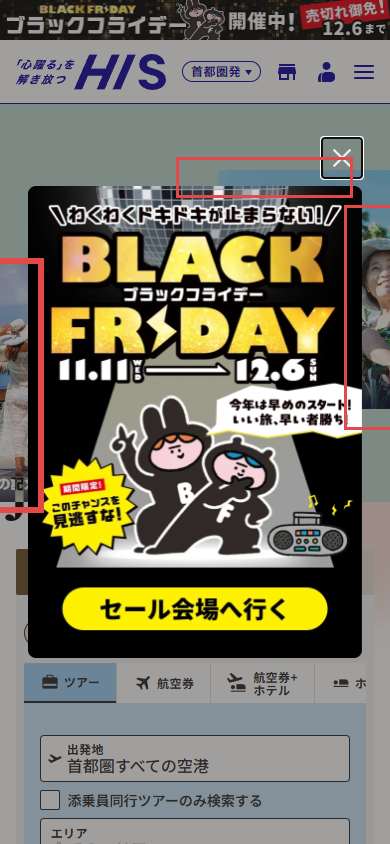 BLACK FRIDAY
ブラックフライデー
開催中!
売切れ御免!
12.6まで
「心躍る」を
解き放つ
HIS
首都圏発
わくわくドキドキが止まらない!
BLACK
ブラックフライデー
FRIDAY
11.11 WED
12.6 SUN
今年は早めのスタート!
いい旅、早い者勝ち
期間限定!
このチャンスを
見逃すな!
B
F
セール会場へ行く
ツアー
航空券
航空券+
ホテル
ホ
出発地
首都圏すべての空港
添乗員同行ツアーのみ検索する
エリア